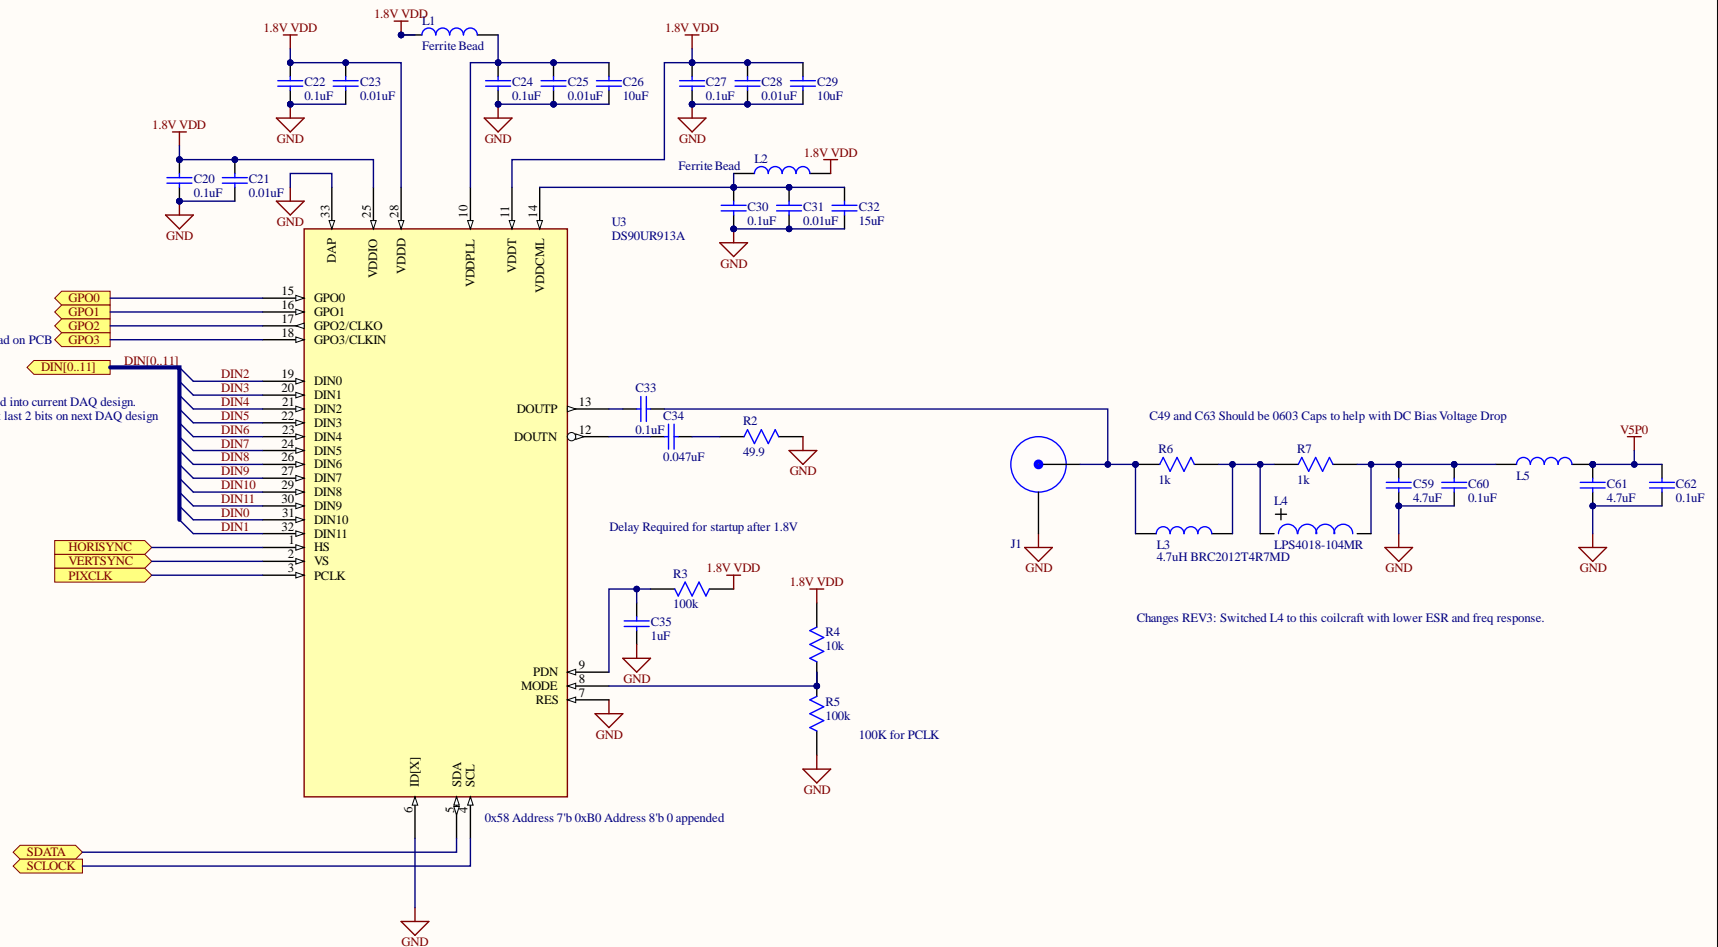 1.8V VDD
L1
Ferrite Bead
1.8V VDD
1.8V VDD
C22
0.1uF
C23
0.01uF
C24
0.1uF
C25
0.01uF
C26
10uF
C27
0.1uF
C28
0.01uF
C29
10uF
GND
GND
GND
1.8V VDD
C20
0.1uF
C21
0.01uF
GND
GND
Ferrite Bead
L2
1.8V VDD
C30
0.1uF
C31
0.01uF
C32
15uF
GND
U3
DS90UR913A
33
25
28
10
11
14
DAP
VDDIO
VDDD
VDDPLL
VDDT
VDDCML
GPO0
15
GPO0
GPO1
16
GPO1
GPO2
17
GPO2/CLKO
ad on PCB
GPO3
18
GPO3/CLKIN
DIN[0..11]
DIN[0..11]
d into current DAQ design.
last 2 bits on next DAQ design
DIN2 19 DIN0
DIN3 20 DIN1
DIN4 21 DIN2
DIN5 22 DIN3
DIN6 23 DIN4
DIN7 24 DIN5
DIN8 26 DIN6
DIN9 27 DIN7
DIN10 29 DIN8
DIN11 30 DIN9
DIN0 31 DIN10
DIN1 32 DIN11
HORISYNC 1 HS
VERTSYNC 2 VS
PIXCLK 3 PCLK
DOUTP 13
DOUTN 12
C33
0.1uF
C34
0.047uF
R2
49.9
GND
Delay Required for startup after 1.8V
R3
100k
1.8V VDD
C35
1uF
GND
1.8V VDD
R4
10k
R5
100k
100K for PCLK
GND
PDN 9
MODE 8
RES 7
GND
ID[X]
SDA
SCL
6
5
4
0x58 Address 7'b 0xB0 Address 8'b 0 appended
SDATA
SCLOCK
GND
C49 and C63 Should be 0603 Caps to help with DC Bias Voltage Drop
J1
GND
R6
1k
R7
1k
L3
4.7uH BRC2012T4R7MD
L4
LPS4018-104MR
C59
4.7uF
C60
0.1uF
GND
L5
V5P0
C61
4.7uF
C62
0.1uF
GND
Changes REV3: Switched L4 to this coilcraft with lower ESR and freq response.